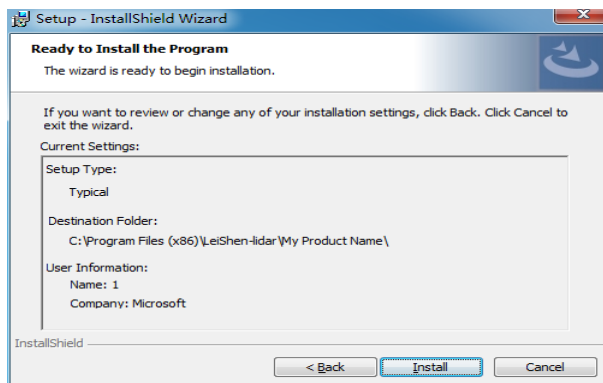 Setup - InstallShield Wizard
Ready to Install the Program
The wizard is ready to begin installation.
If you want to review or change any of your installation settings, click Back. Click Cancel to
exit the wizard.
Current Settings:
Setup Type:
Typical
Destination Folder:
C:\Program Files (x86)\LeiShen-lidar\My Product Name\
User Information:
Name: 1
Company: Microsoft
InstallShield
< Back
Install
Cancel